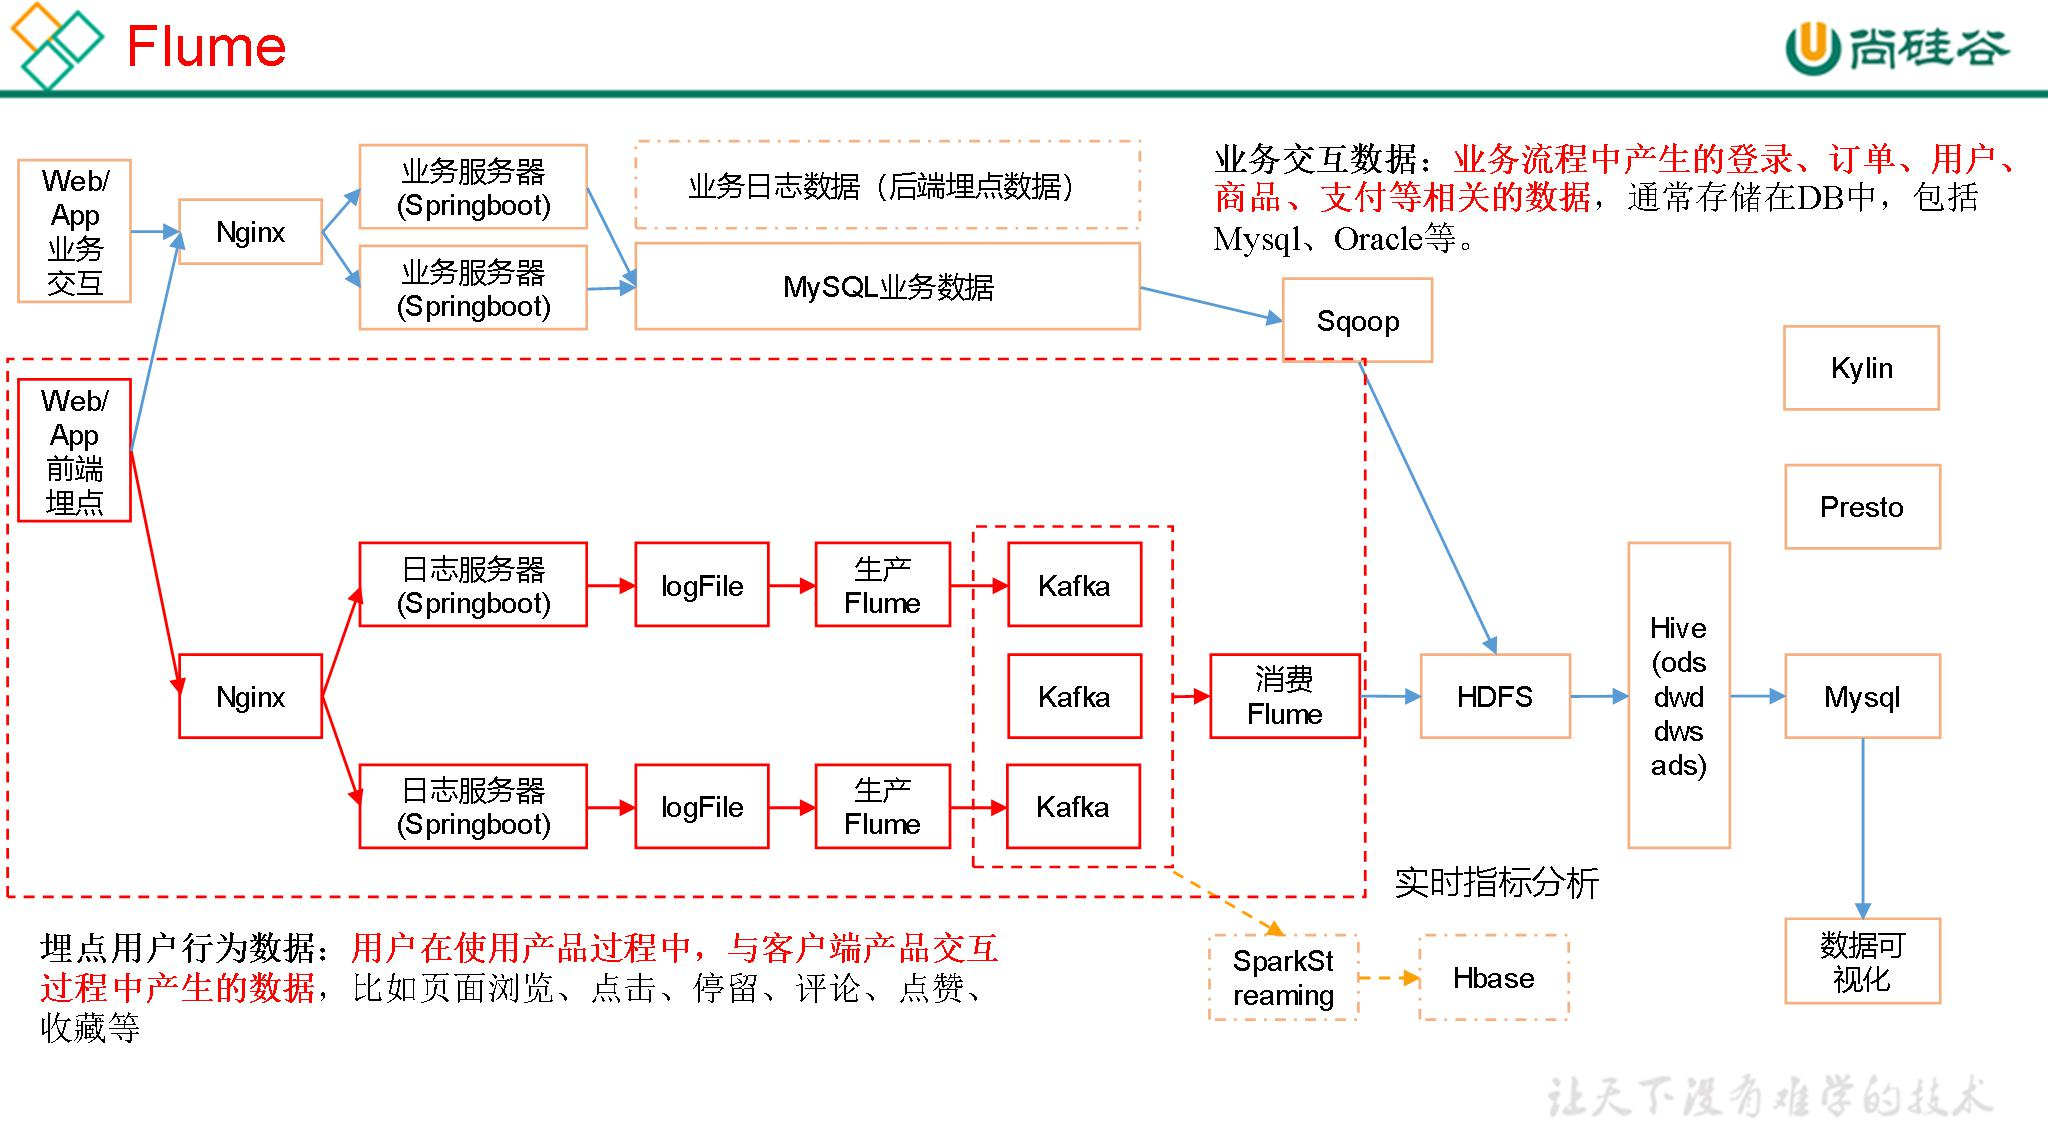 Flume
尚硅谷
业务交互数据：业务流程中产生的登录、订单、用户、
商品、支付等相关的数据，通常存储在DB中，包括
Mysql、Oracle等。
Web/
App
业务
交互
Nginx
业务服务器
(Springboot)
业务服务器
(Springboot)
业务日志数据（后端埋点数据）
MySQL业务数据
Sqoop
Kylin
Presto
Web/
App
前端
埋点
Nginx
日志服务器
(Springboot)
logFile
生产
Flume
Kafka
Kafka
日志服务器
(Springboot)
logFile
生产
Flume
Kafka
消费
Flume
HDFS
Hive
(ods
dwd
dws
ads)
Mysql
数据可
视化
实时指标分析
SparkSt
reaming
Hbase
埋点用户行为数据：用户在使用产品过程中，与客户端产品交互
过程中产生的数据，比如页面浏览、点击、停留、评论、点赞、
收藏等
让天下没有难学的技术